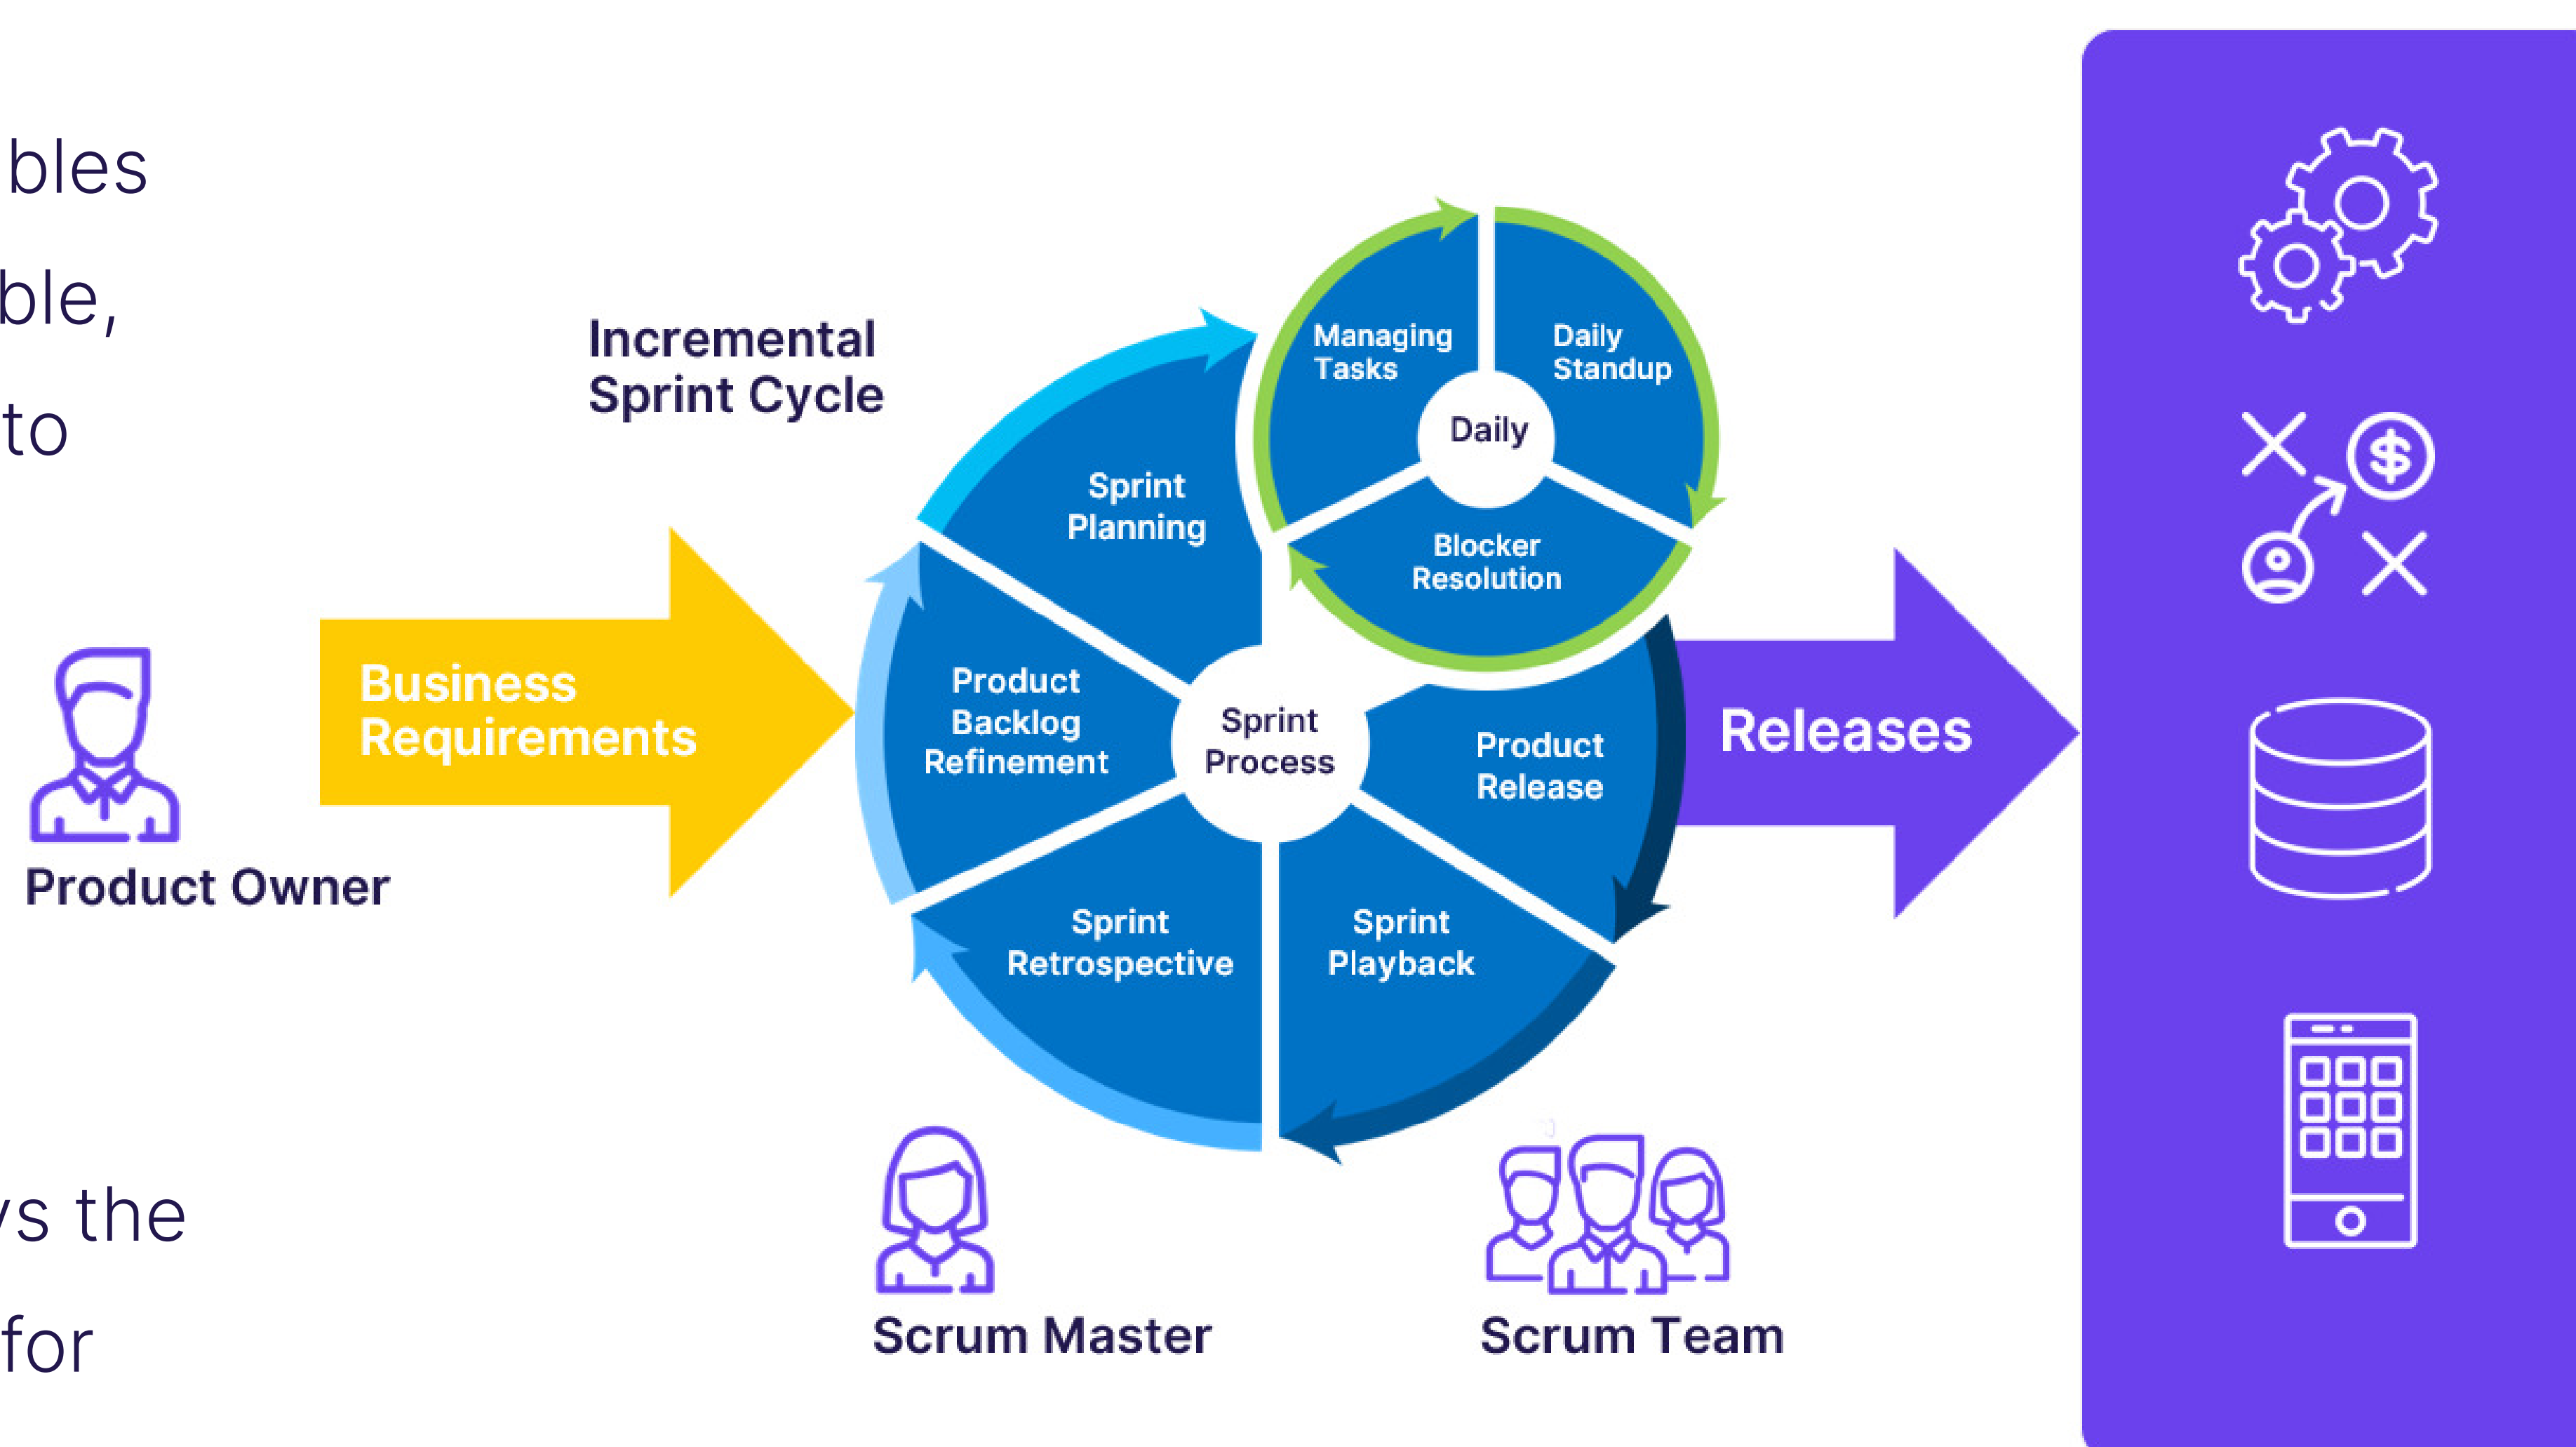 bles
ble,
to
ys the
for
Incremental
Sprint Cycle
Business
Requirements
Product Owner
Managing
Tasks
Daily
Standup
Daily
Blocker
Resolution
Sprint
Planning
Product
Backlog
Refinement
Sprint
Process
Product
Release
Sprint
Retrospective
Sprint
Playback
Releases
Scrum Master
Scrum Team